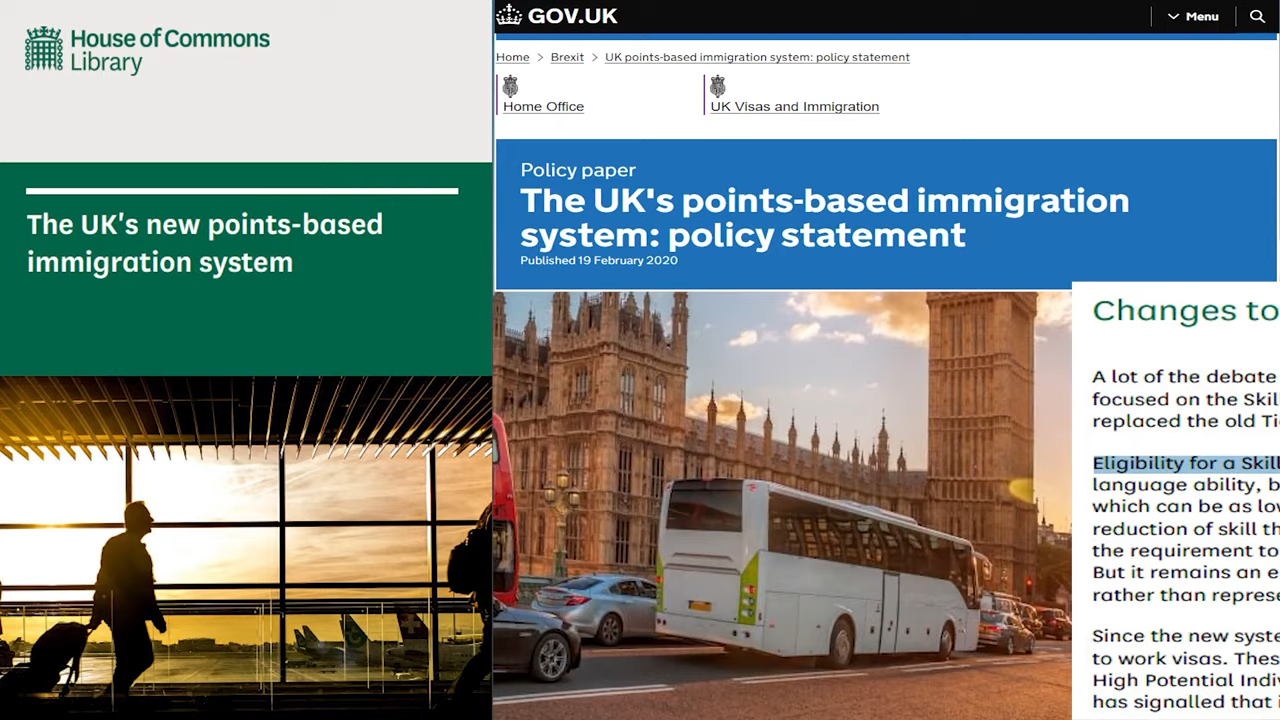 House of Commons
Library
The UK's new points-based
immigration system
GOV.UK
Menu
Home > Brexit > UK points-based immigration system: policy statement
Home Office
UK Visas and Immigration
Policy paper
The UK's points-based immigration
system: policy statement
Published 19 February 2020
Changes to
A lot of the debate
focused on the
replaced the old
Eligibility for a
language ability,
which can be as
reduction of skill
the requirement to
But it remains an
rather than
Since the new
to work visas.
High Potential
has signalled that